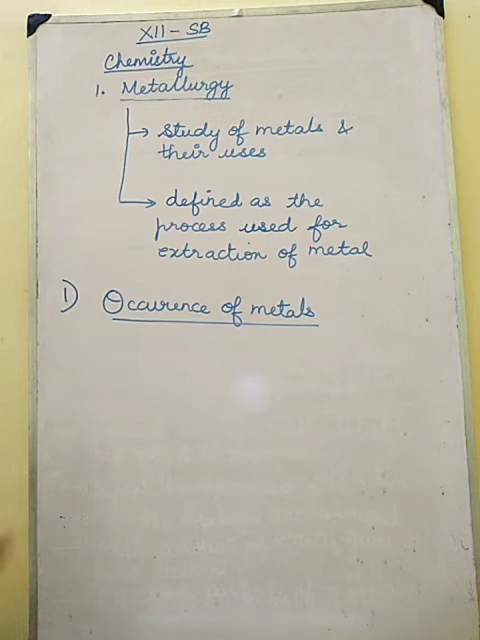 XII - SB
Chemistry
1. Metallurgy
→ study of metals &
their uses
→ defined as the
process used for
extraction of metal
1) Occurence of metals